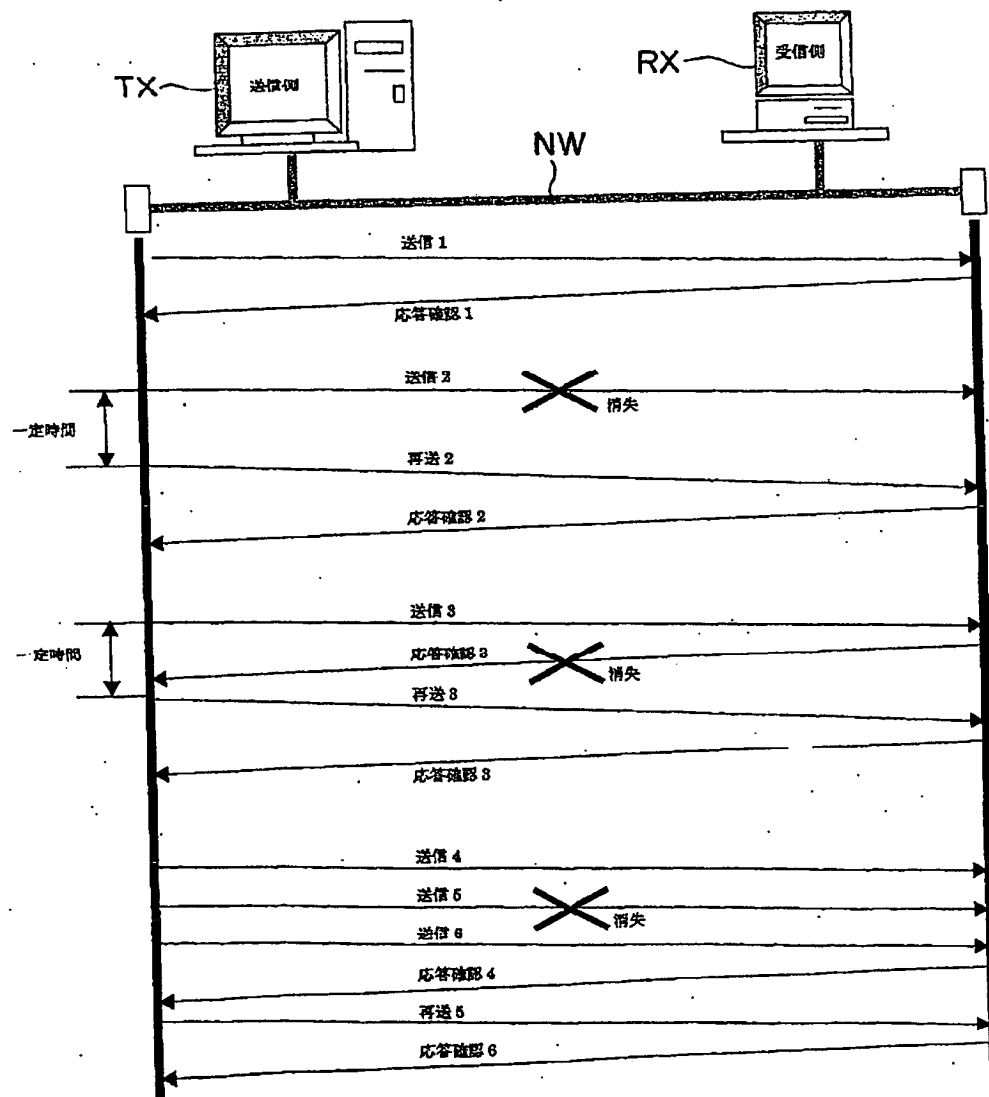 TX
送信側
RX
受信側
NW
送信 1
応答確認 1
送信 2
消失
一定時間
再送 2
応答確認 2
送信 3
一定時間
応答確認 3
消失
再送 3
応答確認 3
送信 4
送信 5
消失
送信 6
応答確認 4
再送 5
応答確認 6